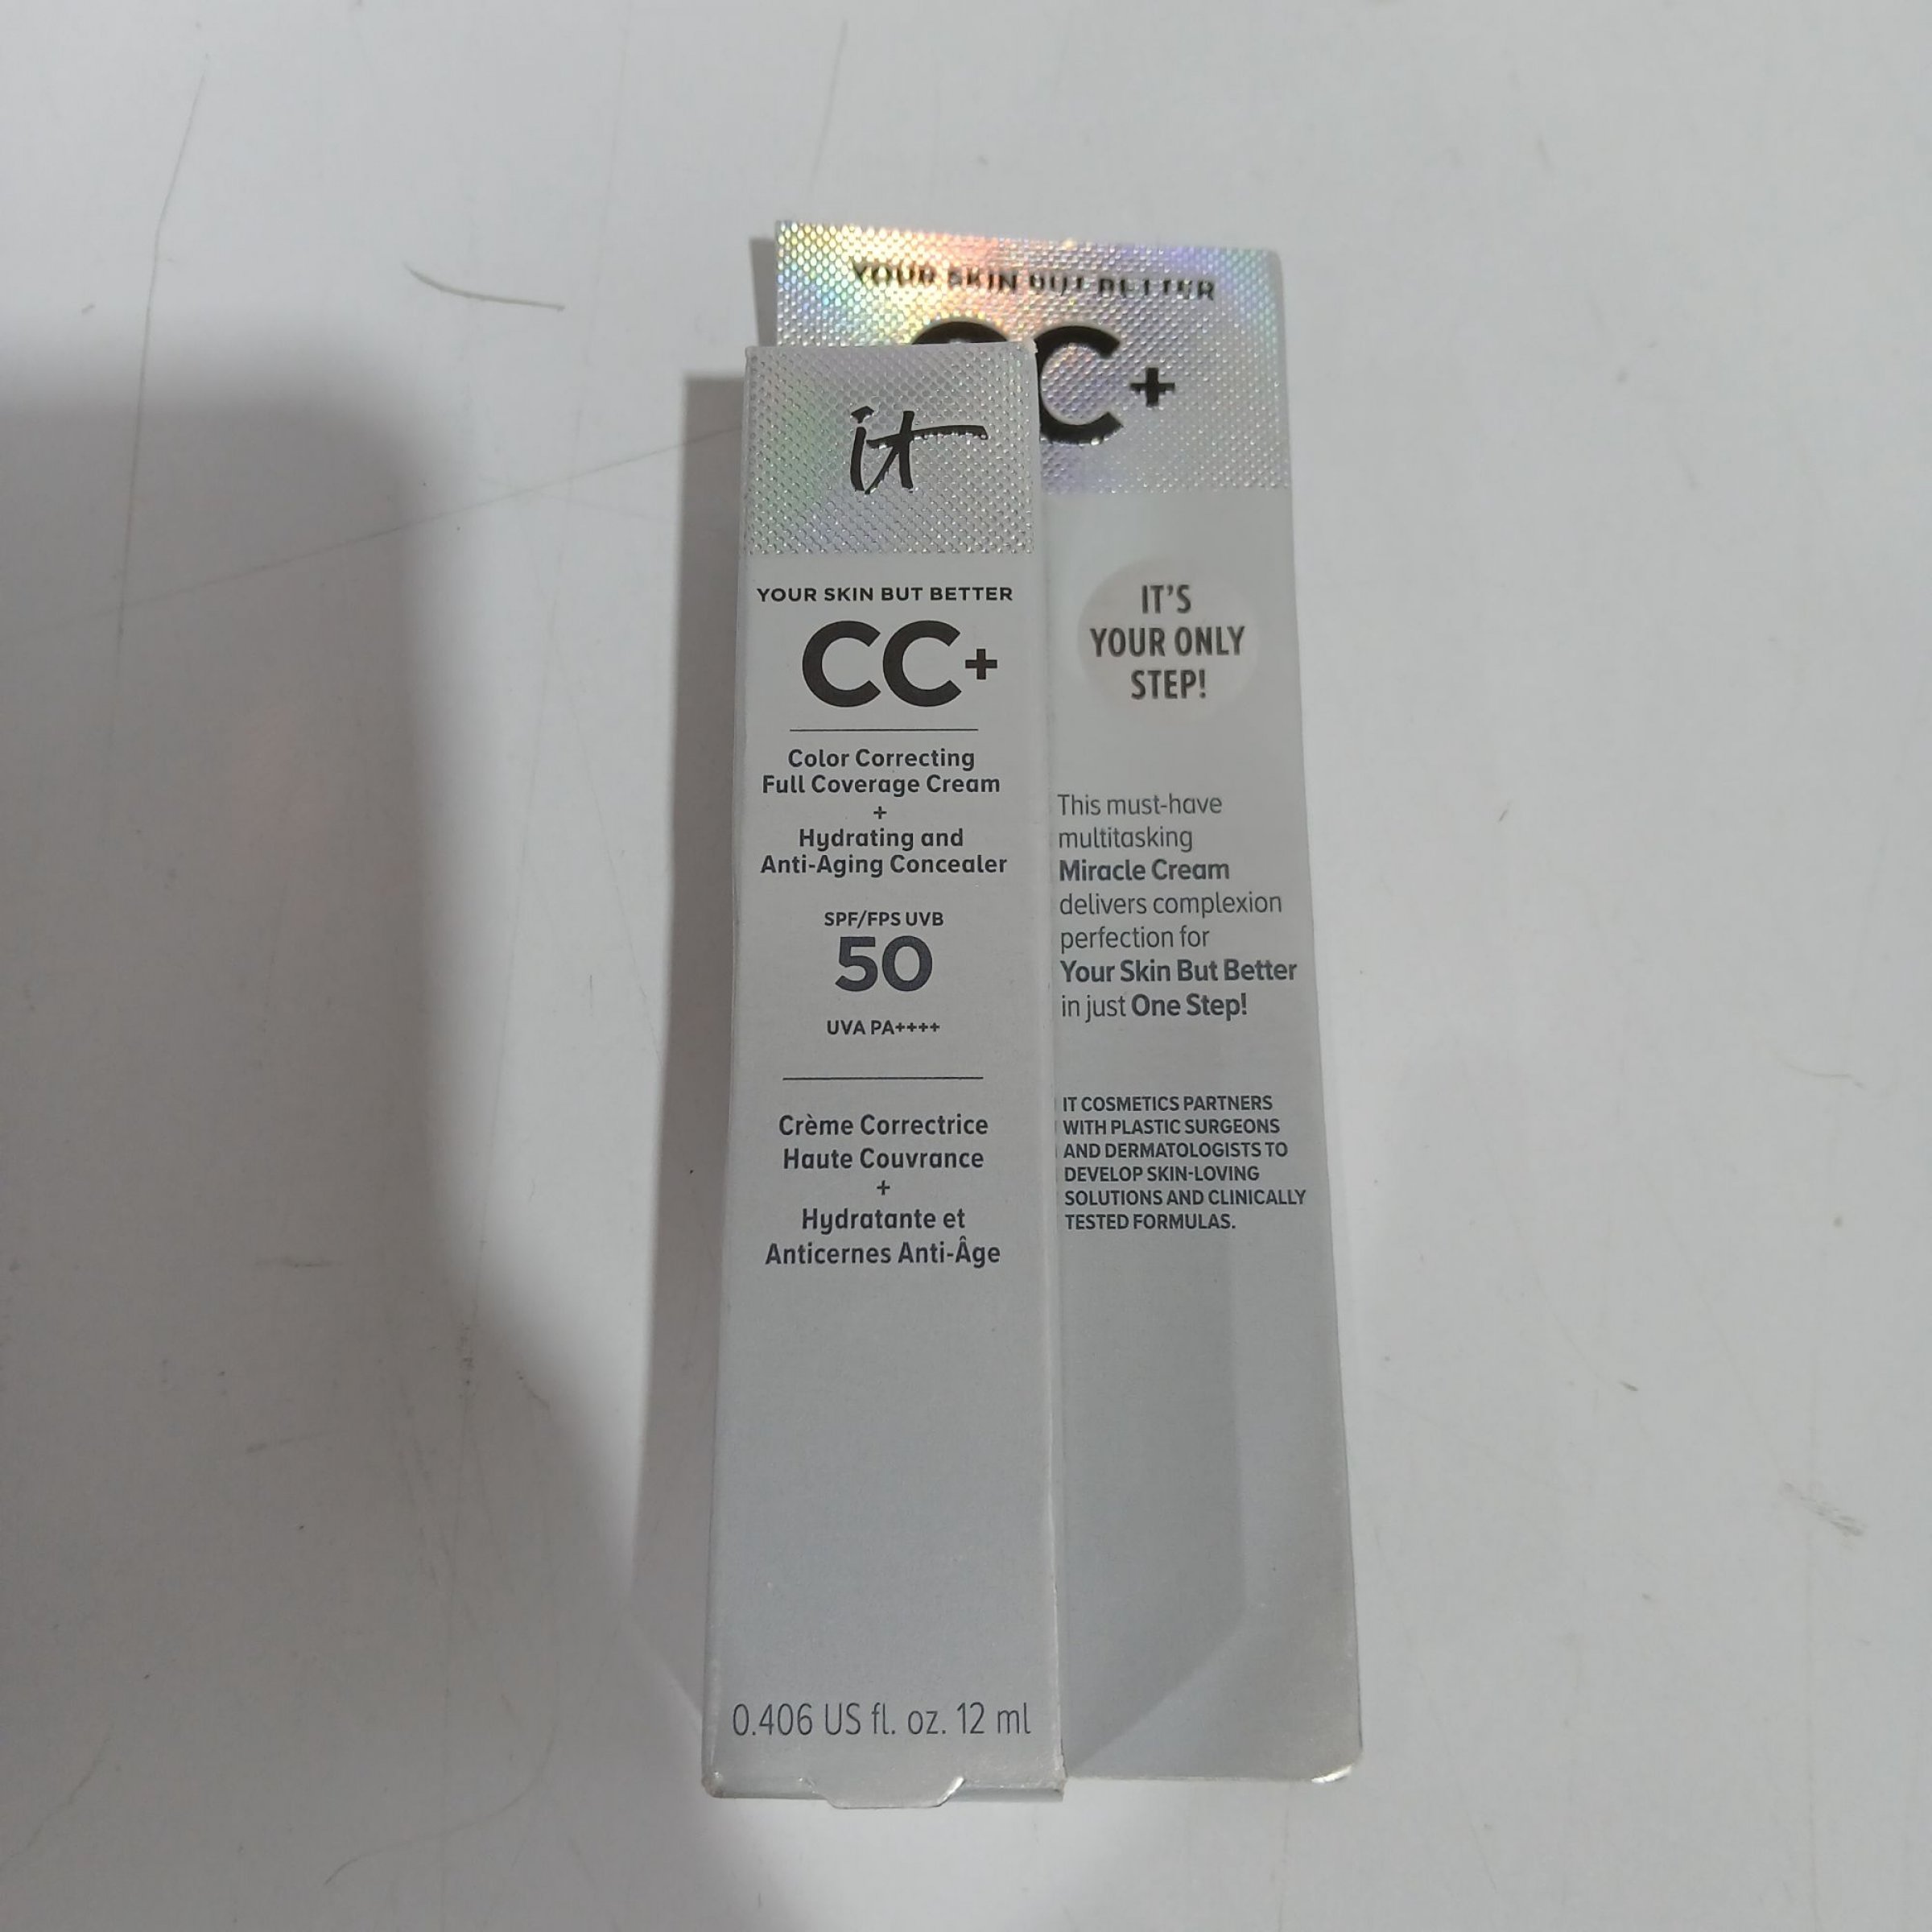 YOUR SKIN BUT BETTER
CC+
it
YOUR SKIN BUT BETTER
CC+
Color Correcting
Full Coverage Cream
+
Hydrating and
Anti-Aging Concealer
SPF/FPS UVB
50
UVA PA++++
Crème Correctrice
Haute Couvrance
+
Hydratante et
Anticernes Anti-Âge
0.406 US fl. oz. 12 ml
IT'S
YOUR ONLY
STEP!
This must-have
multitasking
Miracle Cream
delivers complexion
perfection for
Your Skin But Better
in just One Step!
IT COSMETICS PARTNERS
WITH PLASTIC SURGEONS
AND DERMATOLOGISTS TO
DEVELOP SKIN-LOVING
SOLUTIONS AND CLINICALLY
TESTED FORMULAS.